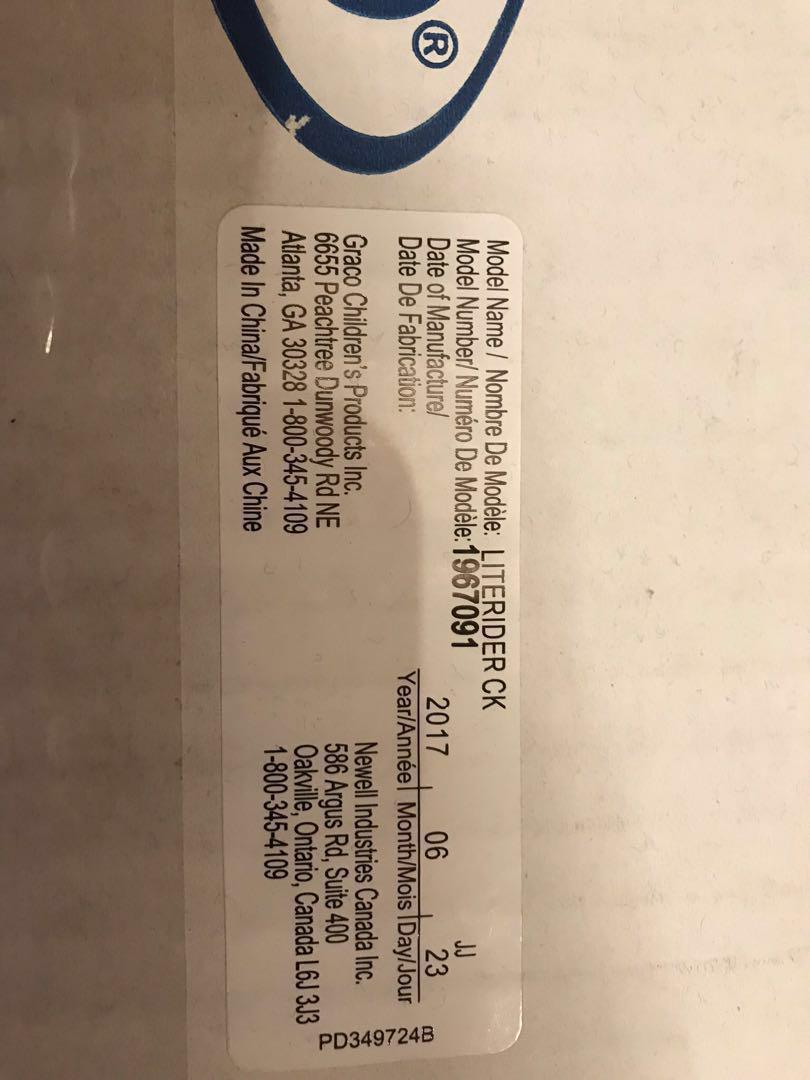 ®
Model Name / Nombre De Modèle: LITERIDER CK
Model Number/ Numéro De Modèle: 1967091
JJ
Date of Manufacture/
Date De Fabrication:
2017 06 23
Year/Année Month/Mois Day/Jour
Graco Children's Products Inc.
6655 Peachtree Dunwoody Rd NE
Atlanta, GA 30328 1-800-345-4109
Made In China/Fabriqué Aux Chine
Newell Industries Canada Inc.
586 Argus Rd, Suite 400
Oakville, Ontario, Canada L6J 3J3
1-800-345-4109
PD349724B